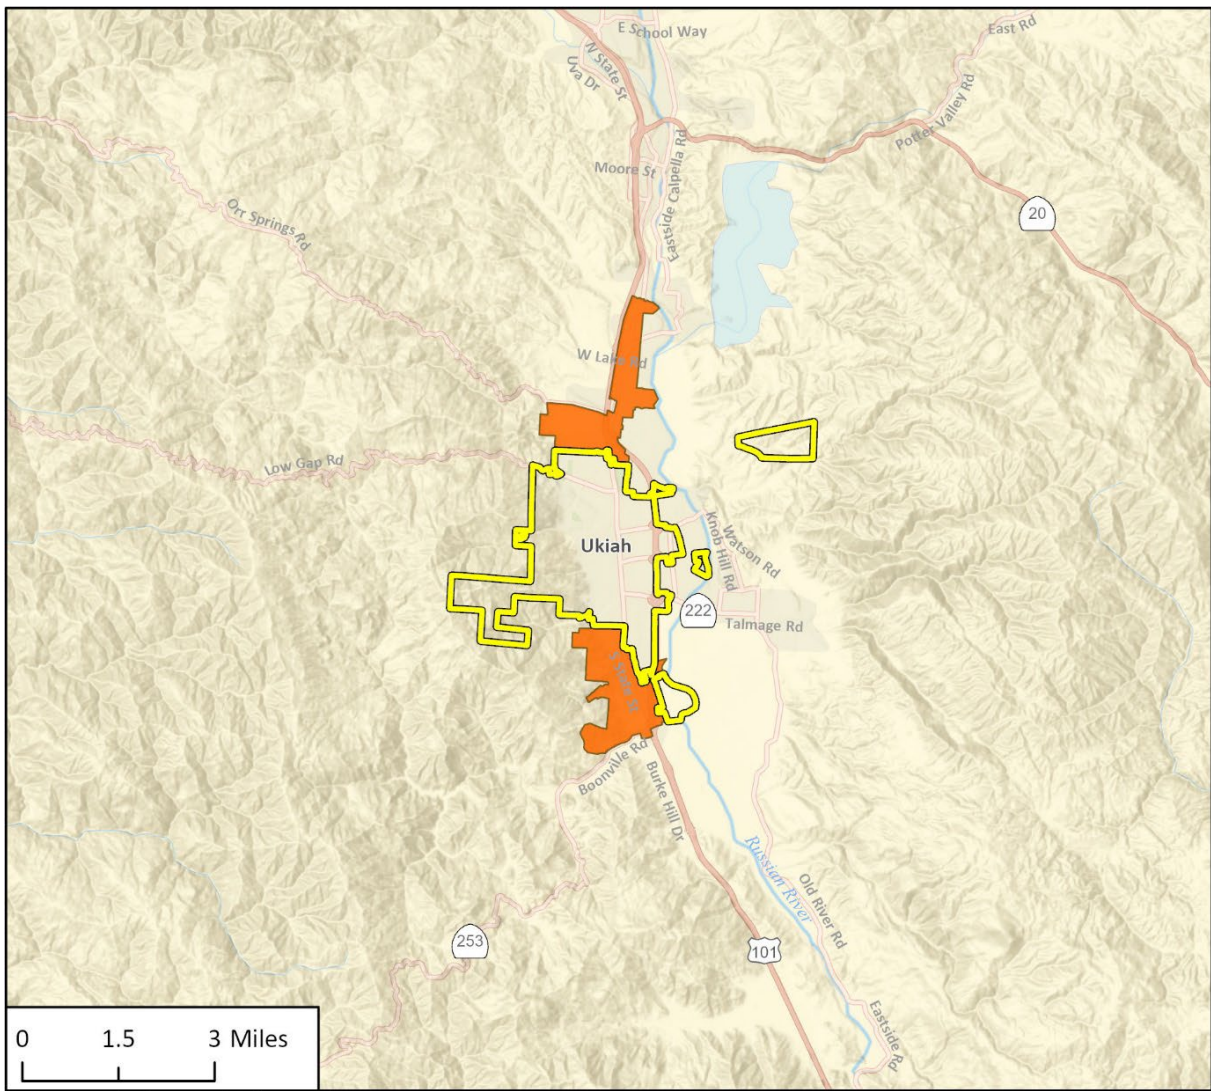 E School Way
East Rd
N State St
Uva Dr
Potter Valley Rd
Moore St
Eastside Calpella Rd
20
Orr Springs Rd
W Lake Rd
Low Gap Rd
Ukiah
Knob Hill Rd
Watson Rd
222
Talmage Rd
S State St
Boonville Rd
Burke Hill Dr
Russian River
Old River Rd
253
101
Eastside Rd
0 1.5 3 Miles